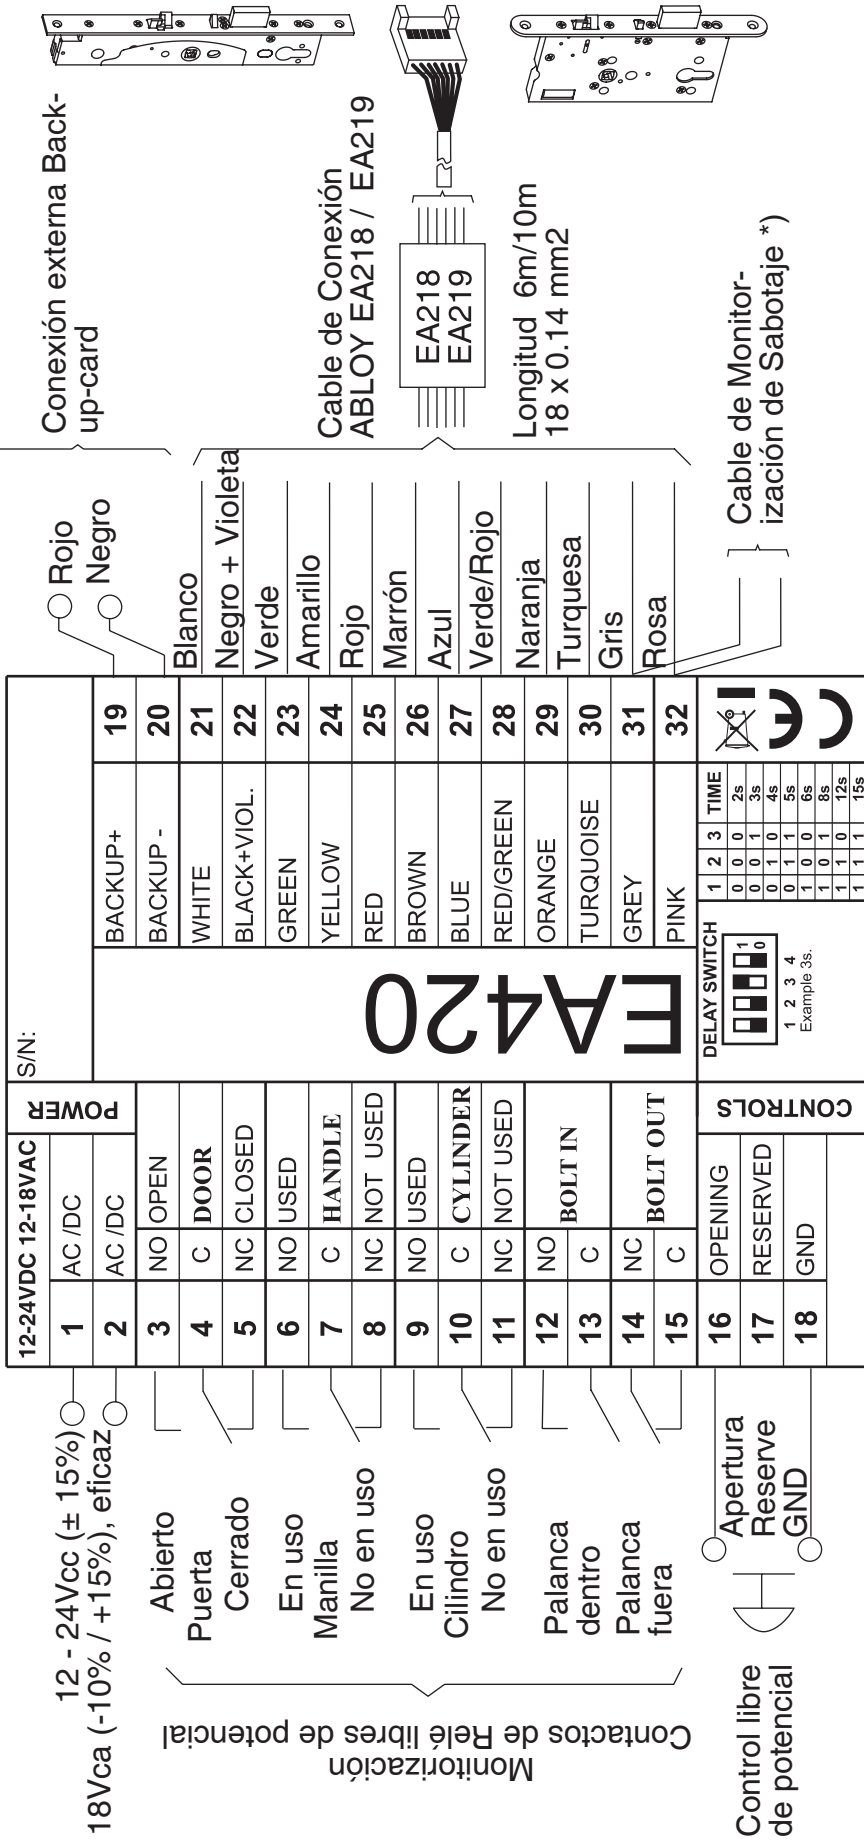 12 - 24Vcc (± 15%)
18Vca (-10% / +15%), eficaz
Abierto
Puerta
Cerrado
En uso
Manilla
No en uso
En uso
Cilindro
No en uso
Palanca
dentro
Palanca
fuera
Monitorización
Contactos de Relé libres de potencial
Apertura
Reserve
GND
Control libre
de potencial
12-24VDC 12-18VAC
POWER
S/N:
1 AC /DC
2 AC /DC
3 NO OPEN
4 C DOOR
5 NC CLOSED
6 NO USED
7 C HANDLE
8 NC NOT USED
9 NO USED
10 C CYLINDER
11 NC NOT USED
12 NO
BOLT IN
13 C
14 NC
BOLT OUT
15 C
16 OPENING
17 RESERVED
18 GND
CONTROLS
EA420
BACKUP+ 19
BACKUP - 20
WHITE 21
BLACK+VIOL. 22
GREEN 23
YELLOW 24
RED 25
BROWN 26
BLUE 27
RED/GREEN 28
ORANGE 29
TURQUOISE 30
GREY 31
PINK 32
DELAY SWITCH
1
0
1 2 3 4
Example 3s.
1 2 3 TIME
0 0 0 2s
0 0 1 3s
0 1 0 4s
0 1 1 5s
1 0 0 6s
1 0 1 8s
1 1 0 12s
1 1 1 15s
CE
Rojo
Negro
Blanco
Negro + Violeta
Verde
Amarillo
Rojo
Marrón
Azul
Verde/Rojo
Naranja
Turquesa
Gris
Rosa
Conexión externa Back-
up-card
Cable de Conexión
ABLOY EA218 / EA219
EA218
EA219
Longitud 6m/10m
18 x 0.14 mm2
Cable de Monitor-
ización de Sabotaje *)